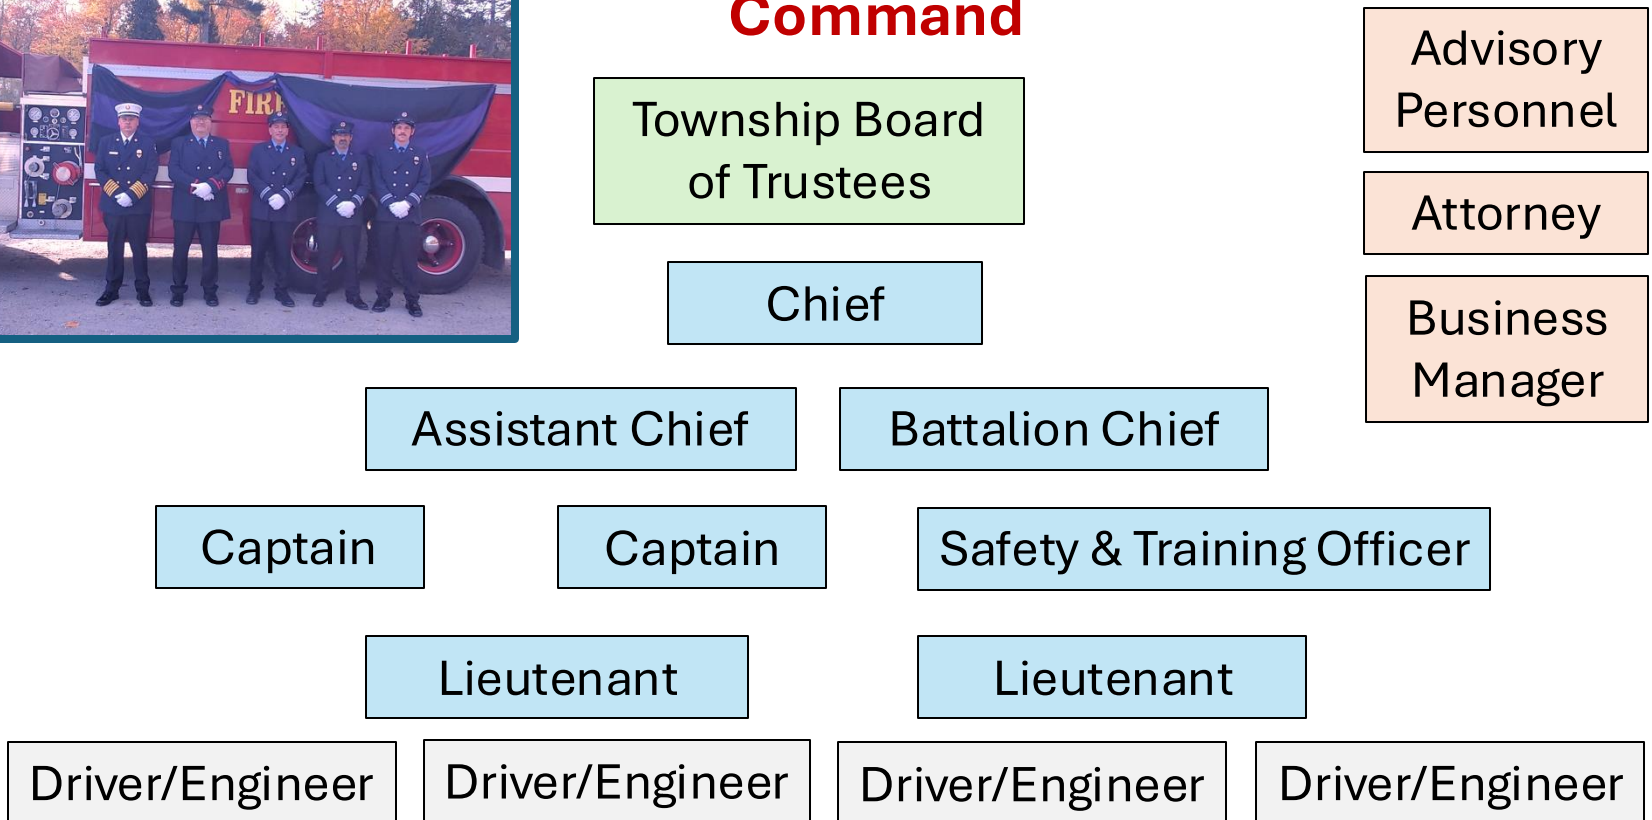 Command
FIRE
Township Board
of Trustees
Chief
Assistant Chief
Battalion Chief
Captain
Captain
Safety & Training Officer
Lieutenant
Lieutenant
Driver/Engineer
Driver/Engineer
Driver/Engineer
Driver/Engineer
Advisory
Personnel
Attorney
Business
Manager